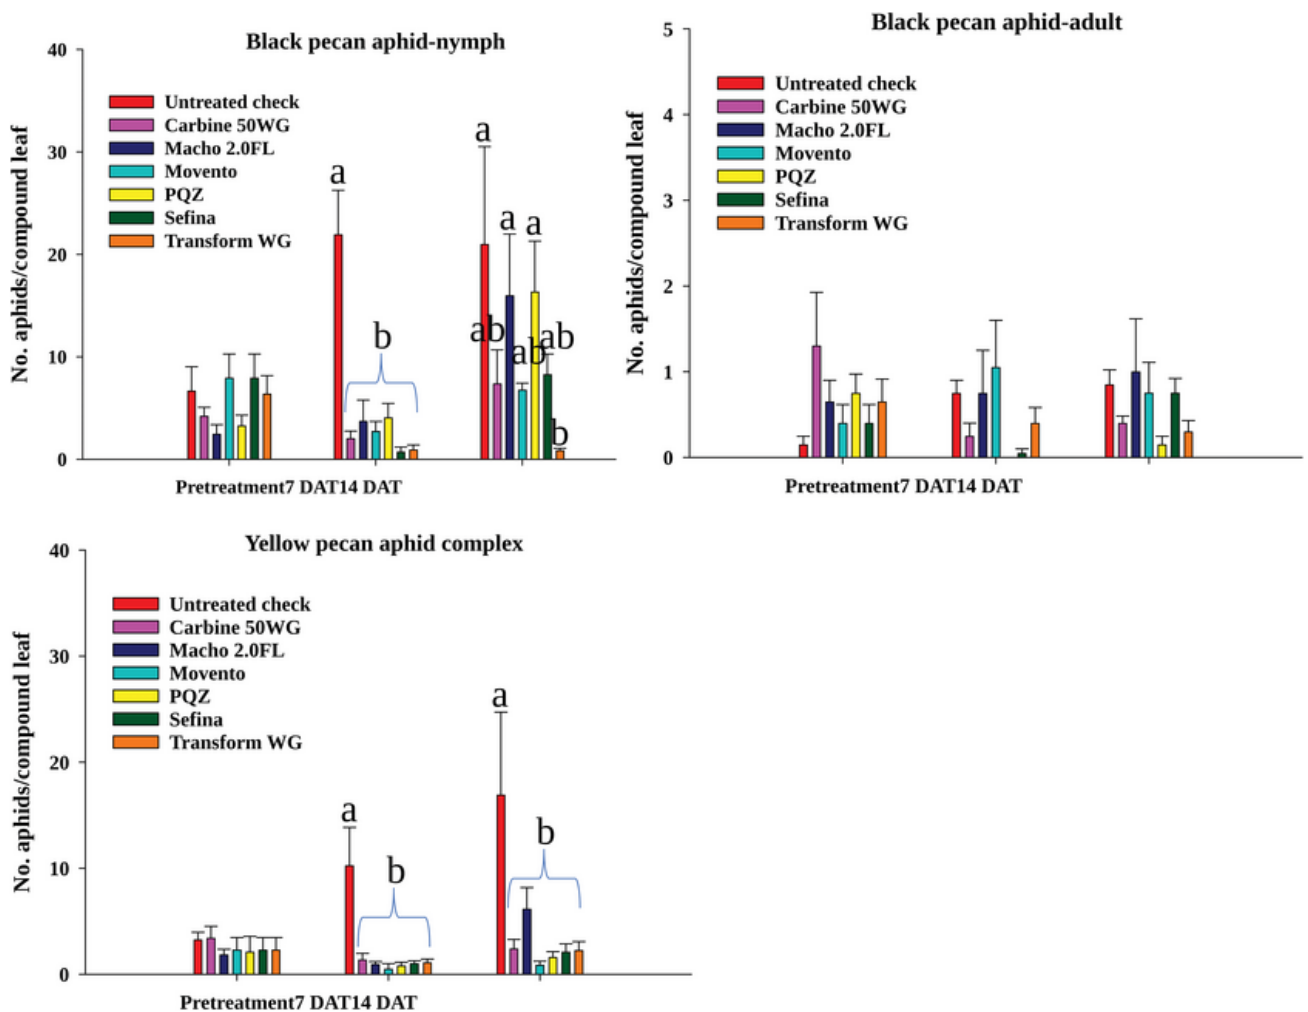 Black pecan aphid-nymph
No. aphids/compound leaf
40
30
20
10
0
Untreated check
Carbine 50WG
Macho 2.0FL
Movento
PQZ
Sefina
Transform WG
a
b
a
a
a
ab
ab
ab
b
Pretreatment7 DAT14 DAT
Black pecan aphid-adult
No. aphids/compound leaf
5
4
3
2
1
0
Untreated check
Carbine 50WG
Macho 2.0FL
Movento
PQZ
Sefina
Transform WG
Pretreatment7 DAT14 DAT
Yellow pecan aphid complex
No. aphids/compound leaf
40
30
20
10
0
Untreated check
Carbine 50WG
Macho 2.0FL
Movento
PQZ
Sefina
Transform WG
a
b
a
b
Pretreatment7 DAT14 DAT